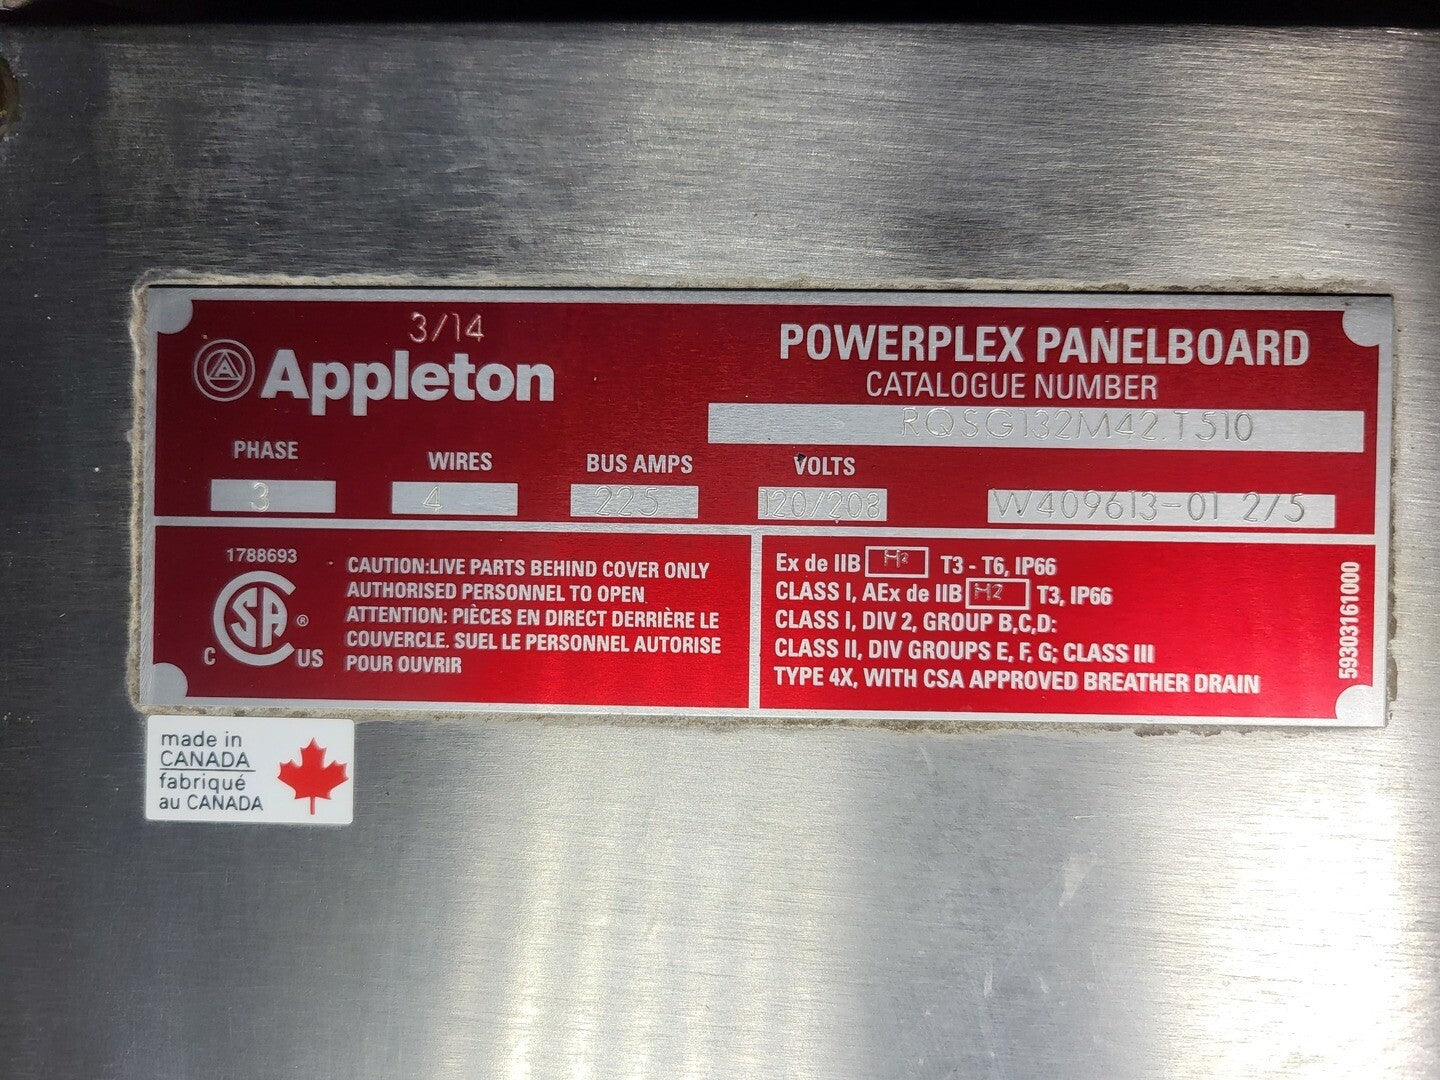 3/14
Appleton
POWERPLEX PANELBOARD
CATALOGUE NUMBER
RQSG132M42.T510
PHASE WIRES BUS AMPS VOLTS
3 4 225 120/208 W409613-01 2/5
1788693
CSA ®
C US
CAUTION:LIVE PARTS BEHIND COVER ONLY
AUTHORISED PERSONNEL TO OPEN
ATTENTION: PIÈCES EN DIRECT DERRIÈRE LE
COUVERCLE. SUEL LE PERSONNEL AUTORISE
POUR OUVRIR
Ex de IIB H2 T3 - T6, IP66
CLASS I, AEx de IIB H2 T3, IP66
CLASS I, DIV 2, GROUP B,C,D:
CLASS II, DIV GROUPS E, F, G; CLASS III
TYPE 4X, WITH CSA APPROVED BREATHER DRAIN
59303161000
made in
CANADA
fabriqué
au CANADA